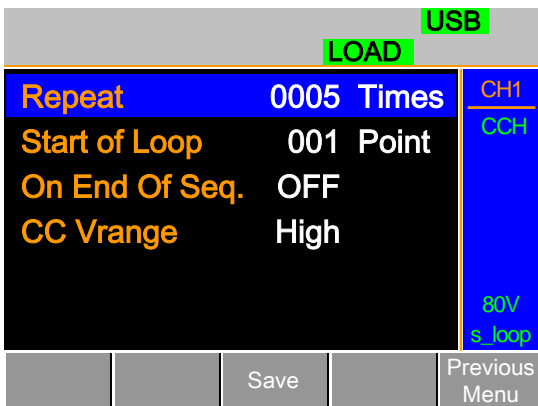 USB
LOAD
Repeat 0005 Times
Start of Loop 001 Point
On End Of Seq. OFF
CC Vrange High
CH1
CCH
80V
s_loop
Save
Previous
Menu